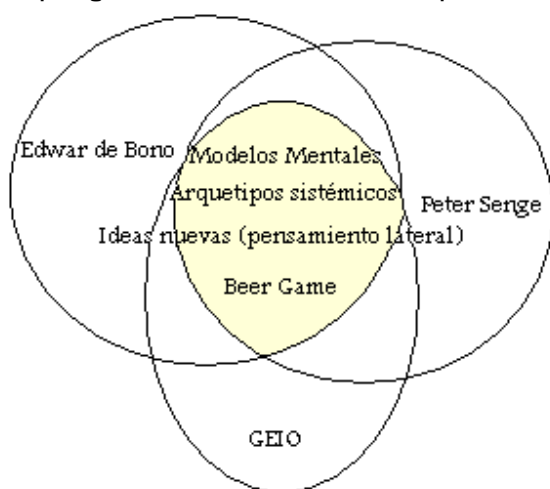 Edwar de Bono
Modelos Mentales
Arquetipos sistémicos
Peter Senge
Ideas nuevas (pensamiento lateral)
Beer Game
GEIO